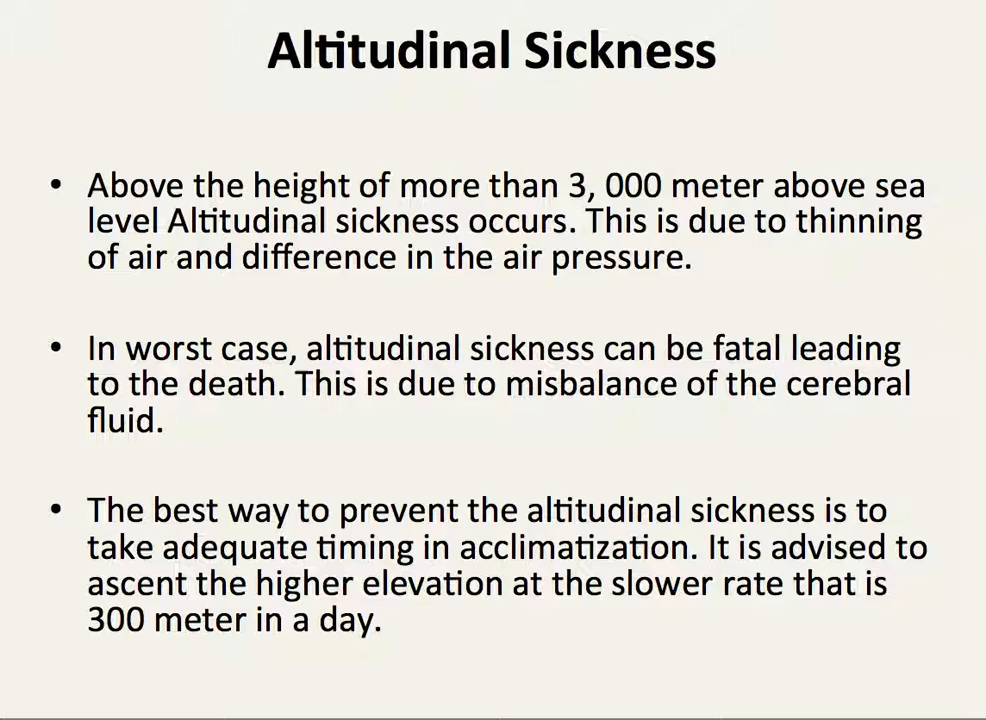 Altitudinal Sickness
• Above the height of more than 3, 000 meter above sea
level Altitudinal sickness occurs. This is due to thinning
of air and difference in the air pressure.
• In worst case, altitudinal sickness can be fatal leading
to the death. This is due to misbalance of the cerebral
fluid.
• The best way to prevent the altitudinal sickness is to
take adequate timing in acclimatization. It is advised to
ascent the higher elevation at the slower rate that is
300 meter in a day.